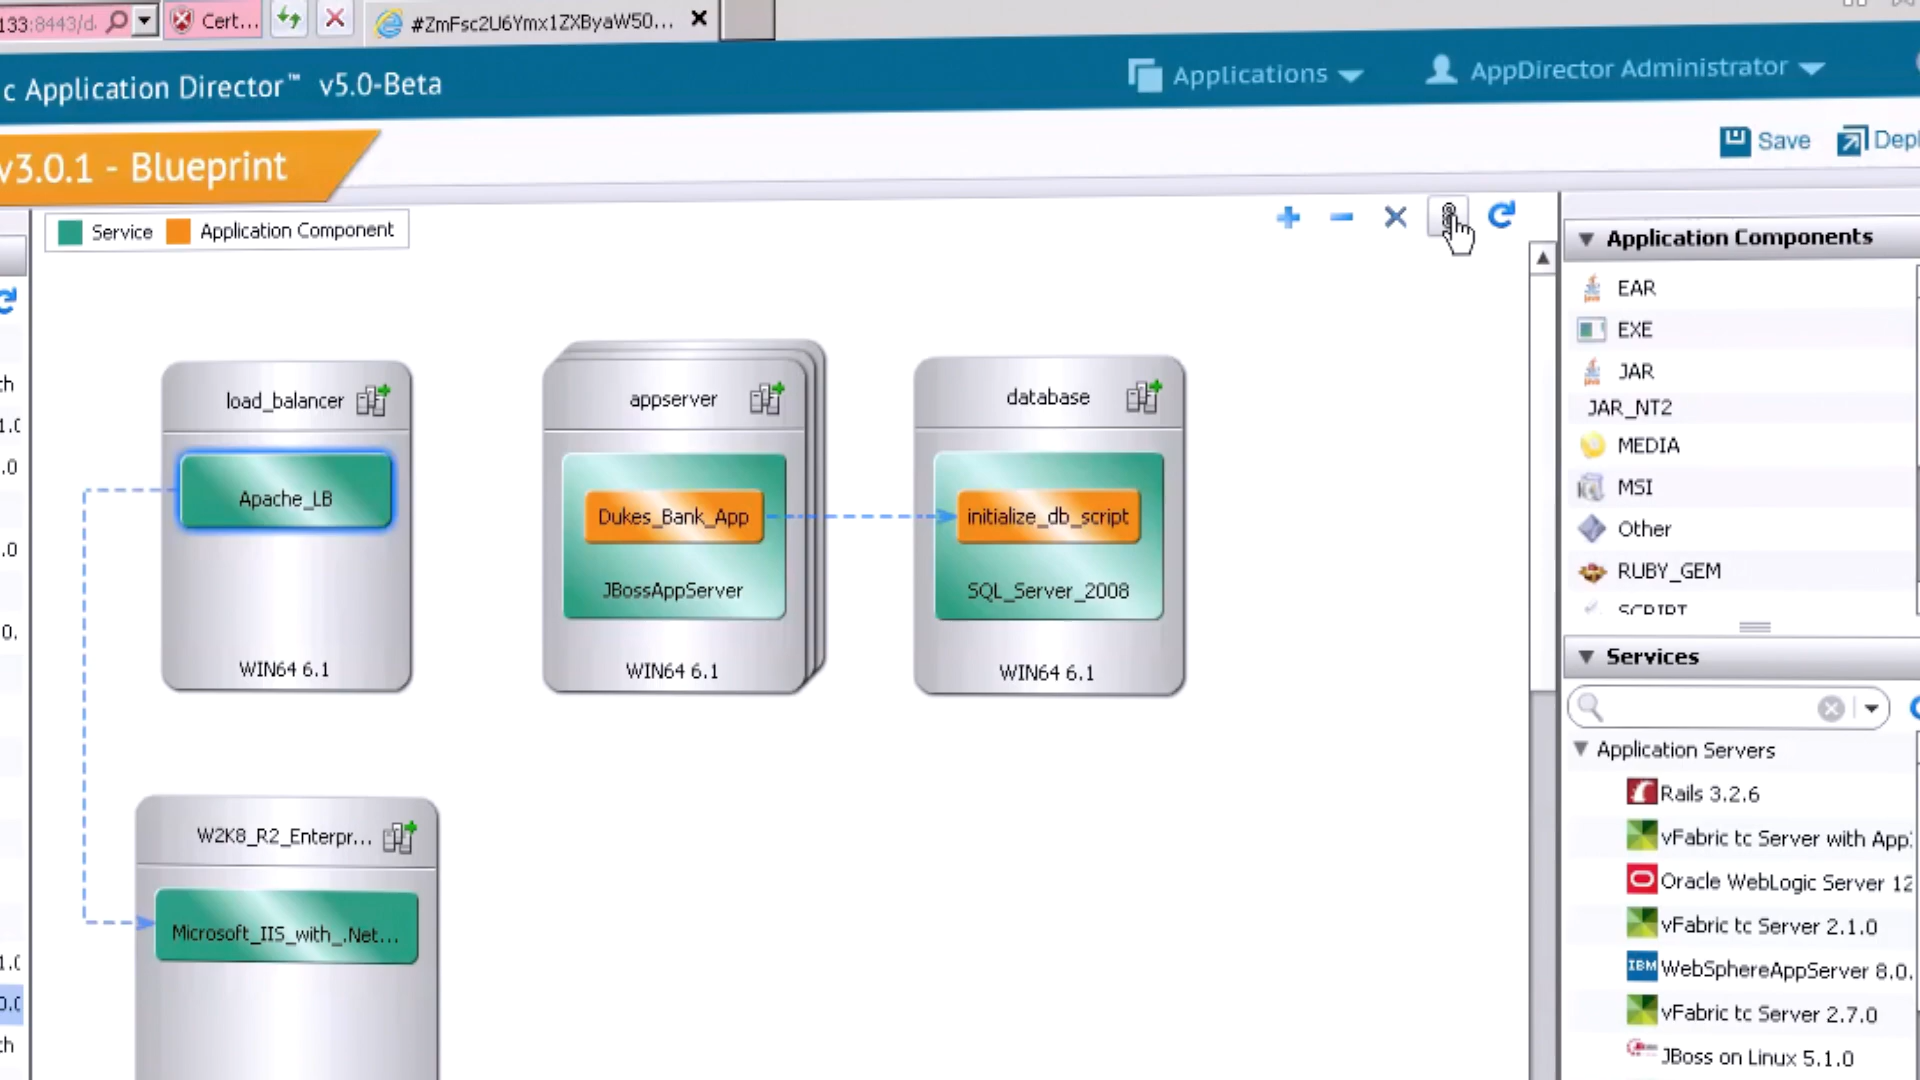 133:8443/d.
Cert...
#ZmFsc2U6Ymx1ZXByaW50...
c Application Director™ v5.0-Beta
Applications
AppDirector Administrator
v3.0.1 - Blueprint
Save
Depl
Service
Application Component
Application Components
EAR
EXE
JAR
JAR_NT2
MEDIA
MSI
Other
RUBY_GEM
SCRIPT
load_balancer
Apache_LB
WIN64 6.1
appserver
Dukes_Bank_App
JBossAppServer
WIN64 6.1
database
initialize_db_script
SQL_Server_2008
WIN64 6.1
W2K8_R2_Enterpr...
Microsoft_IIS_with_.Net...
Services
Application Servers
Rails 3.2.6
vFabric tc Server with App
Oracle WebLogic Server 12
vFabric tc Server 2.1.0
IBM WebSphereAppServer 8.0.
vFabric tc Server 2.7.0
JBoss on Linux 5.1.0